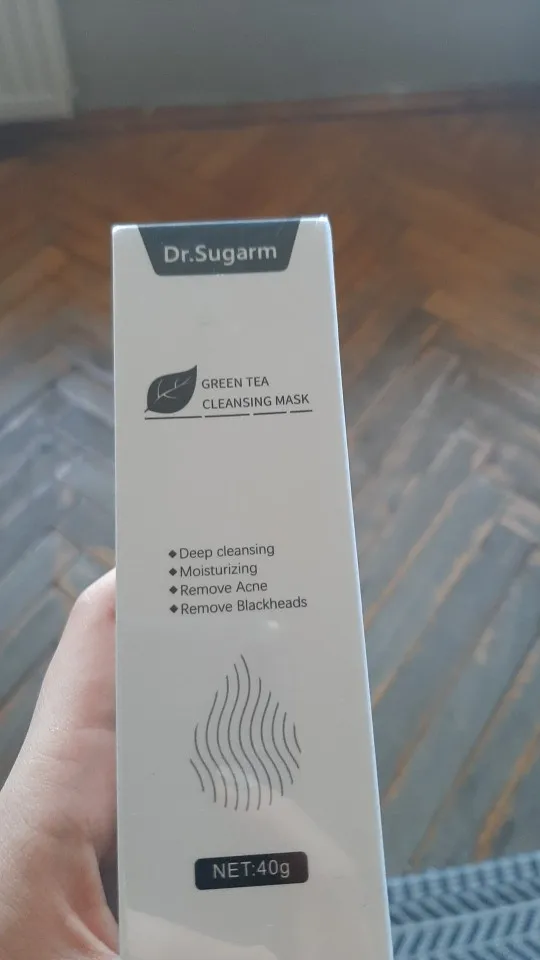 Dr.Sugarm
GREEN TEA
CLEANSING MASK
◆Deep cleansing
◆Moisturizing
◆Remove Acne
◆Remove Blackheads
NET:40g